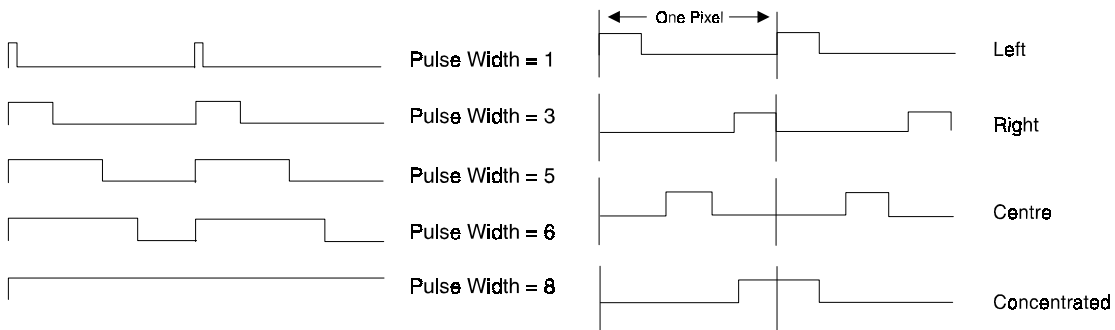 Pulse Width = 1
Pulse Width = 3
Pulse Width = 5
Pulse Width = 6
Pulse Width = 8
One Pixel
Left
Right
Centre
Concentrated